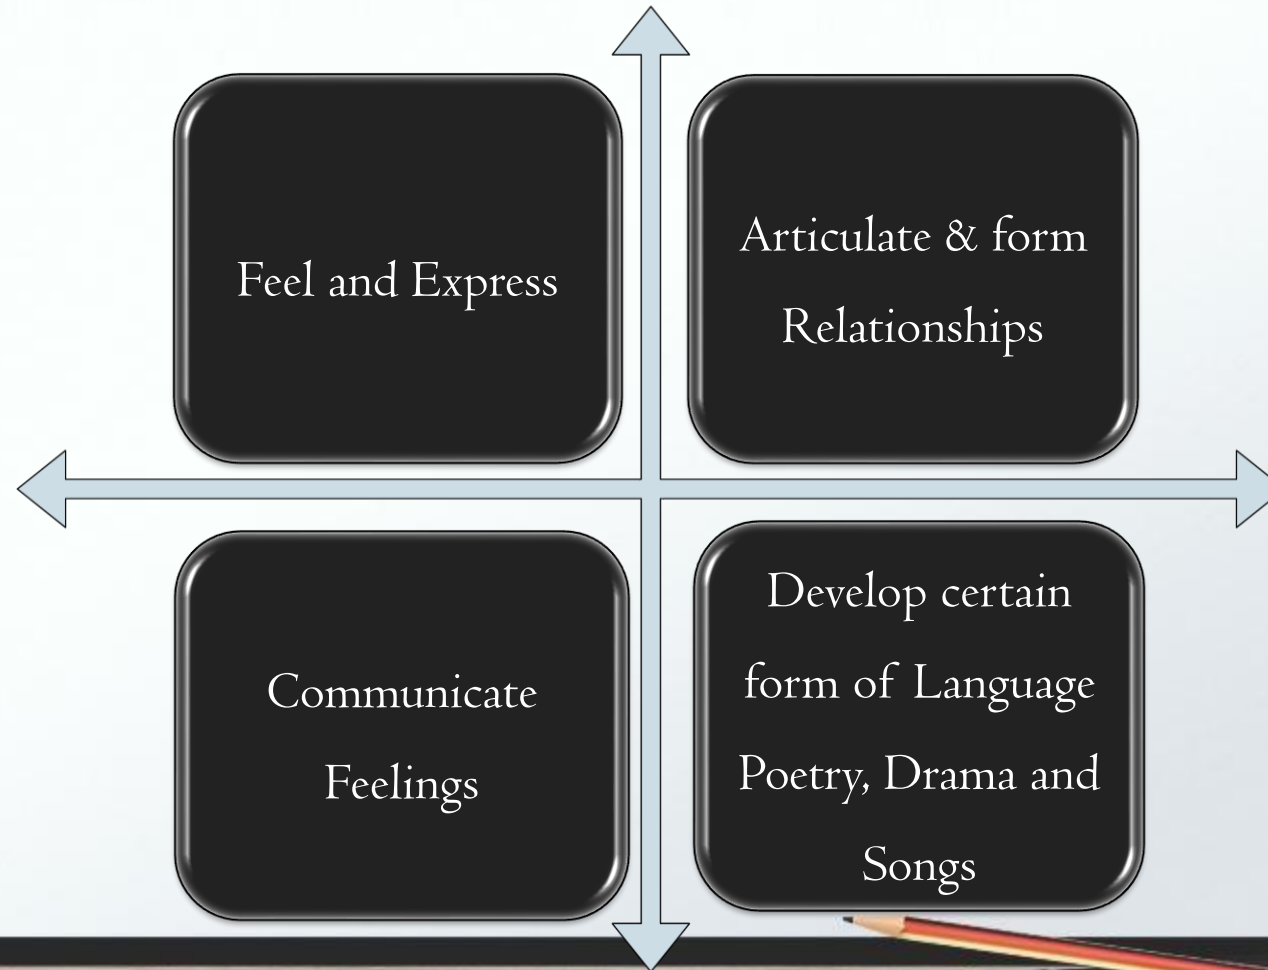 Feel and Express
Articulate & form
Relationships
Communicate
Feelings
Develop certain
form of Language
Poetry, Drama and
Songs